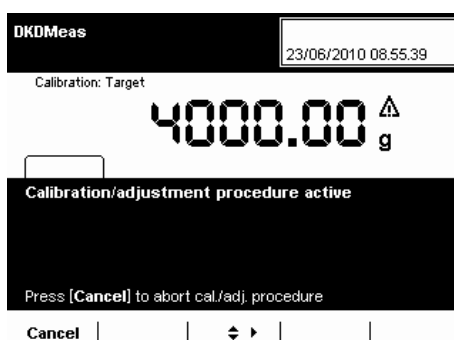 DKDMeas
23/06/2010 08.55.39
Calibration: Target
4000.00 g
Calibration/adjustment procedure active
Press [Cancel] to abort cal./adj. procedure
Cancel